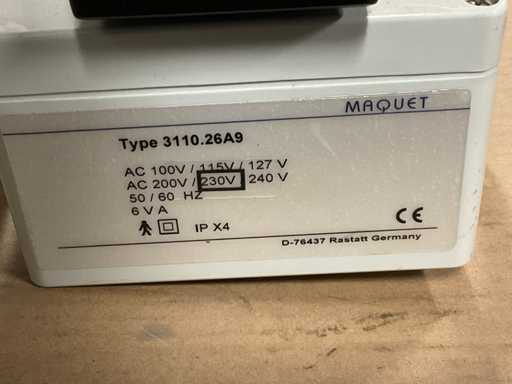 MAQUET
Type 3110.26A9
AC 100V / 115V / 127 V
AC 200V / 230V / 240 V
50 / 60 HZ
6 V A
IP X4
CE
D-76437 Rastatt Germany